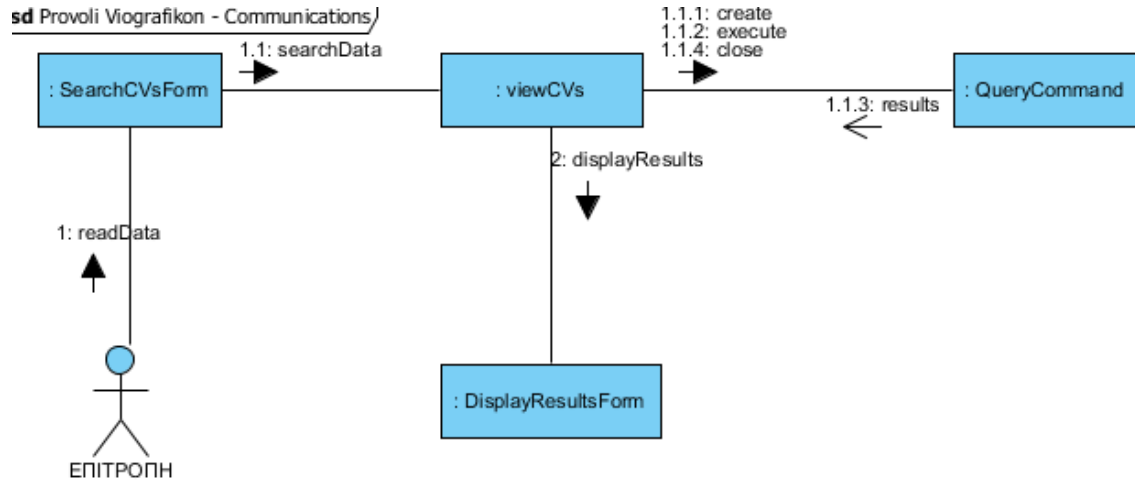 sd Provoli Viografikon - Communications
1.1: searchData
1.1.1: create
1.1.2: execute
1.1.4: close
: SearchCVsForm
: viewCVs
: QueryCommand
1.1.3: results
2: displayResults
1: readData
: DisplayResultsForm
ΕΠΙΤΡΟΠΗ